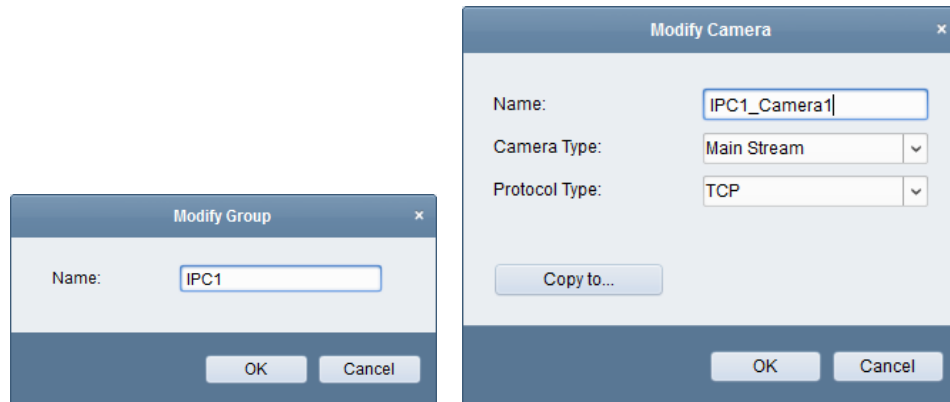 Modify Group ×
Name: IPC1
OK Cancel
Modify Camera ×
Name: IPC1_Camera1
Camera Type: Main Stream
Protocol Type: TCP
Copy to...
OK Cancel